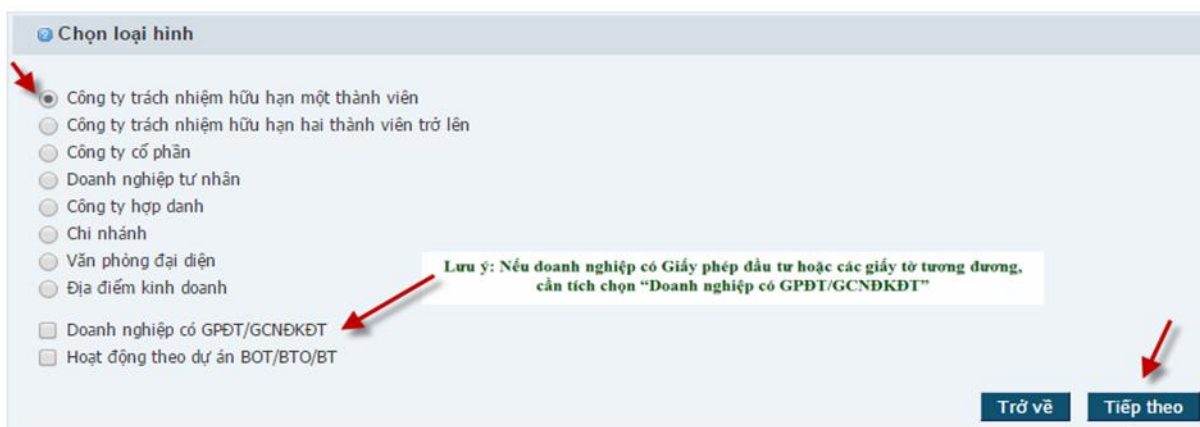 Chọn loại hình
Công ty trách nhiệm hữu hạn một thành viên
Công ty trách nhiệm hữu hạn hai thành viên trở lên
Công ty cổ phần
Doanh nghiệp tư nhân
Công ty hợp danh
Chi nhánh
Văn phòng đại diện
Địa điểm kinh doanh
Lưu ý: Nếu doanh nghiệp có Giấy phép đầu tư hoặc các giấy tờ tương đương,
cần tích chọn “Doanh nghiệp có GPĐT/GCNĐKĐT”
Doanh nghiệp có GPĐT/GCNĐKĐT
Hoạt động theo dự án BOT/BTO/BT
Trở về
Tiếp theo